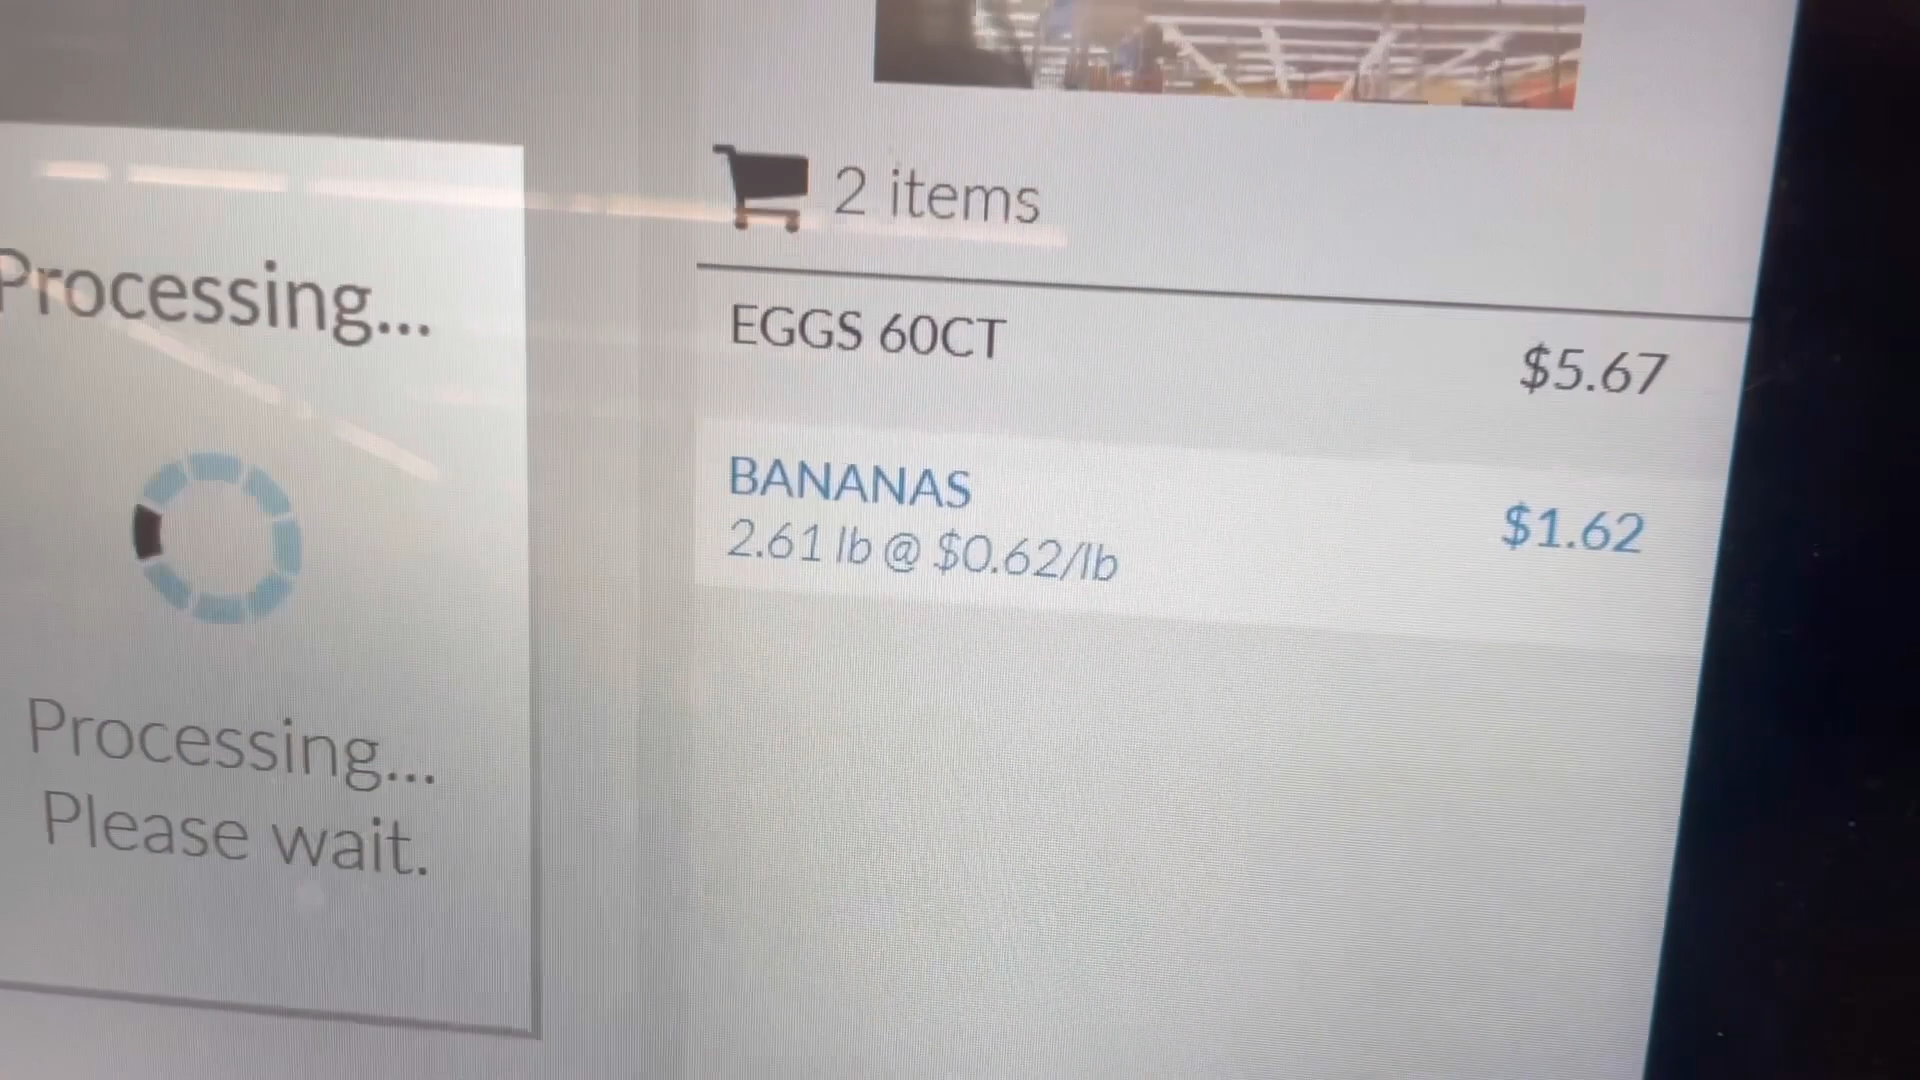 2 items
Processing...
EGGS 60CT $5.67
BANANAS $1.62
2.61 lb @ $0.62/lb
Processing...
Please wait.